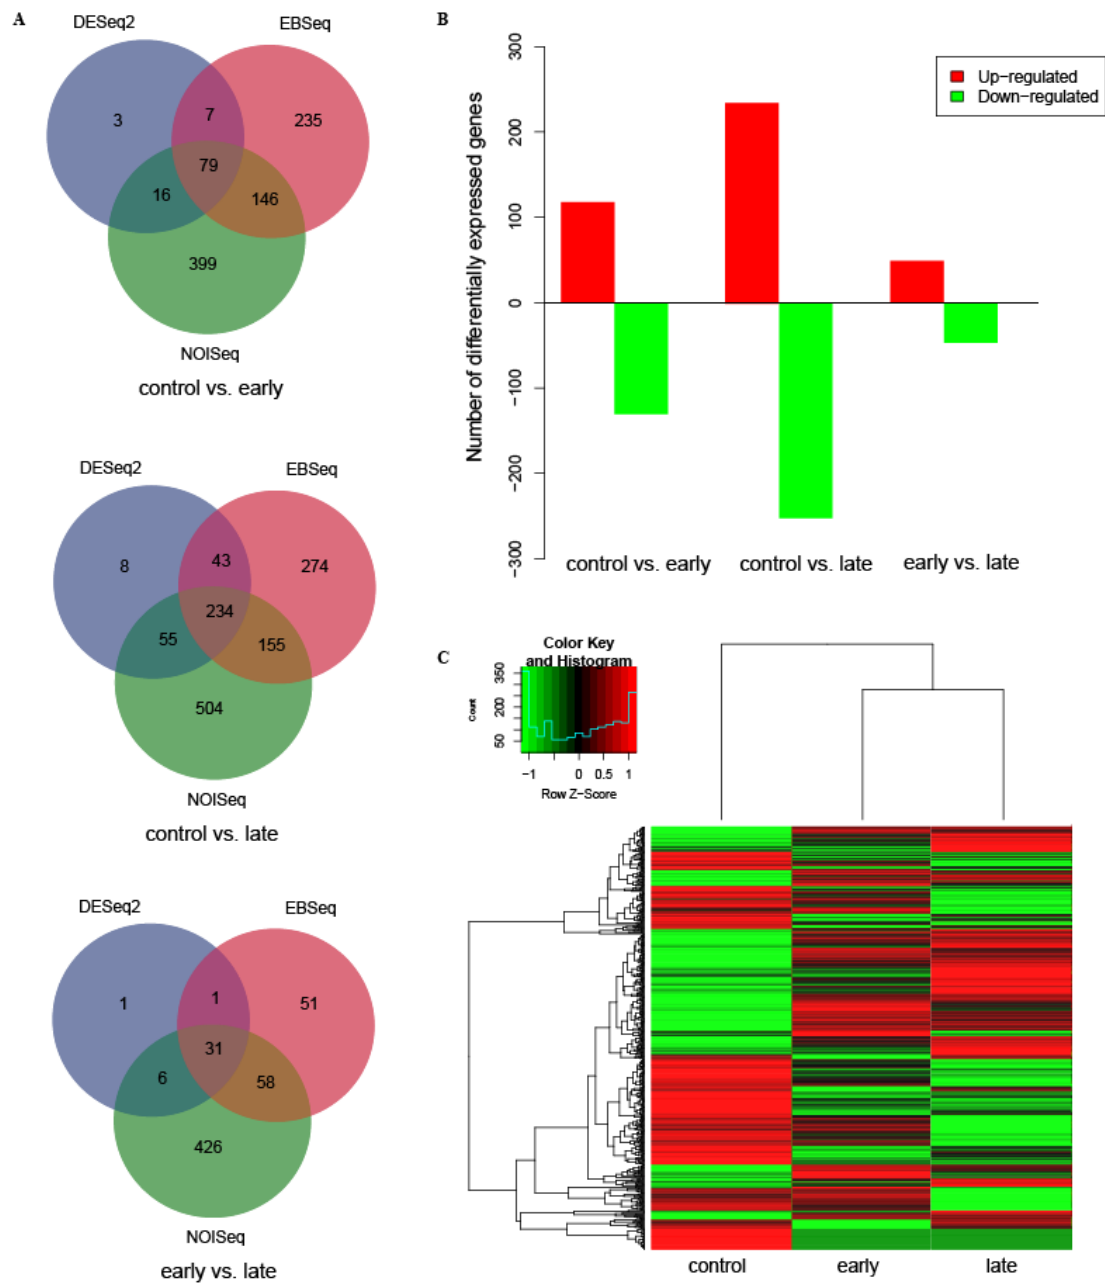 A
DESeq2
EBSeq
3
7
235
79
16
146
399
NOISeq
control vs. early
DESeq2
EBSeq
8
43
274
234
55
155
504
NOISeq
control vs. late
DESeq2
EBSeq
1
1
51
31
6
58
426
NOISeq
early vs. late
B
Number of differentially expressed genes
300
200
100
0
−100
−200
−300
Up−regulated
Down−regulated
control vs. early
control vs. late
early vs. late
C
Color Key
and Histogram
Count
350
200
50
−1
0
0.5
1
Row Z−Score
control
early
late